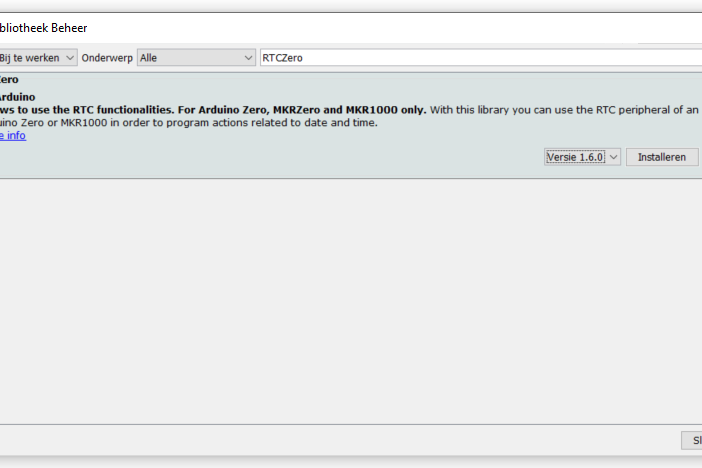 bliotheek Beheer
Bij te werken Onderwerp Alle RTCZero
ero
Arduino
ws to use the RTC functionalities. For Arduino Zero, MKRZero and MKR1000 only. With this library you can use the RTC peripheral of an
uino Zero or MKR1000 in order to program actions related to date and time.
e info
Versie 1.6.0 Installeren
Sl